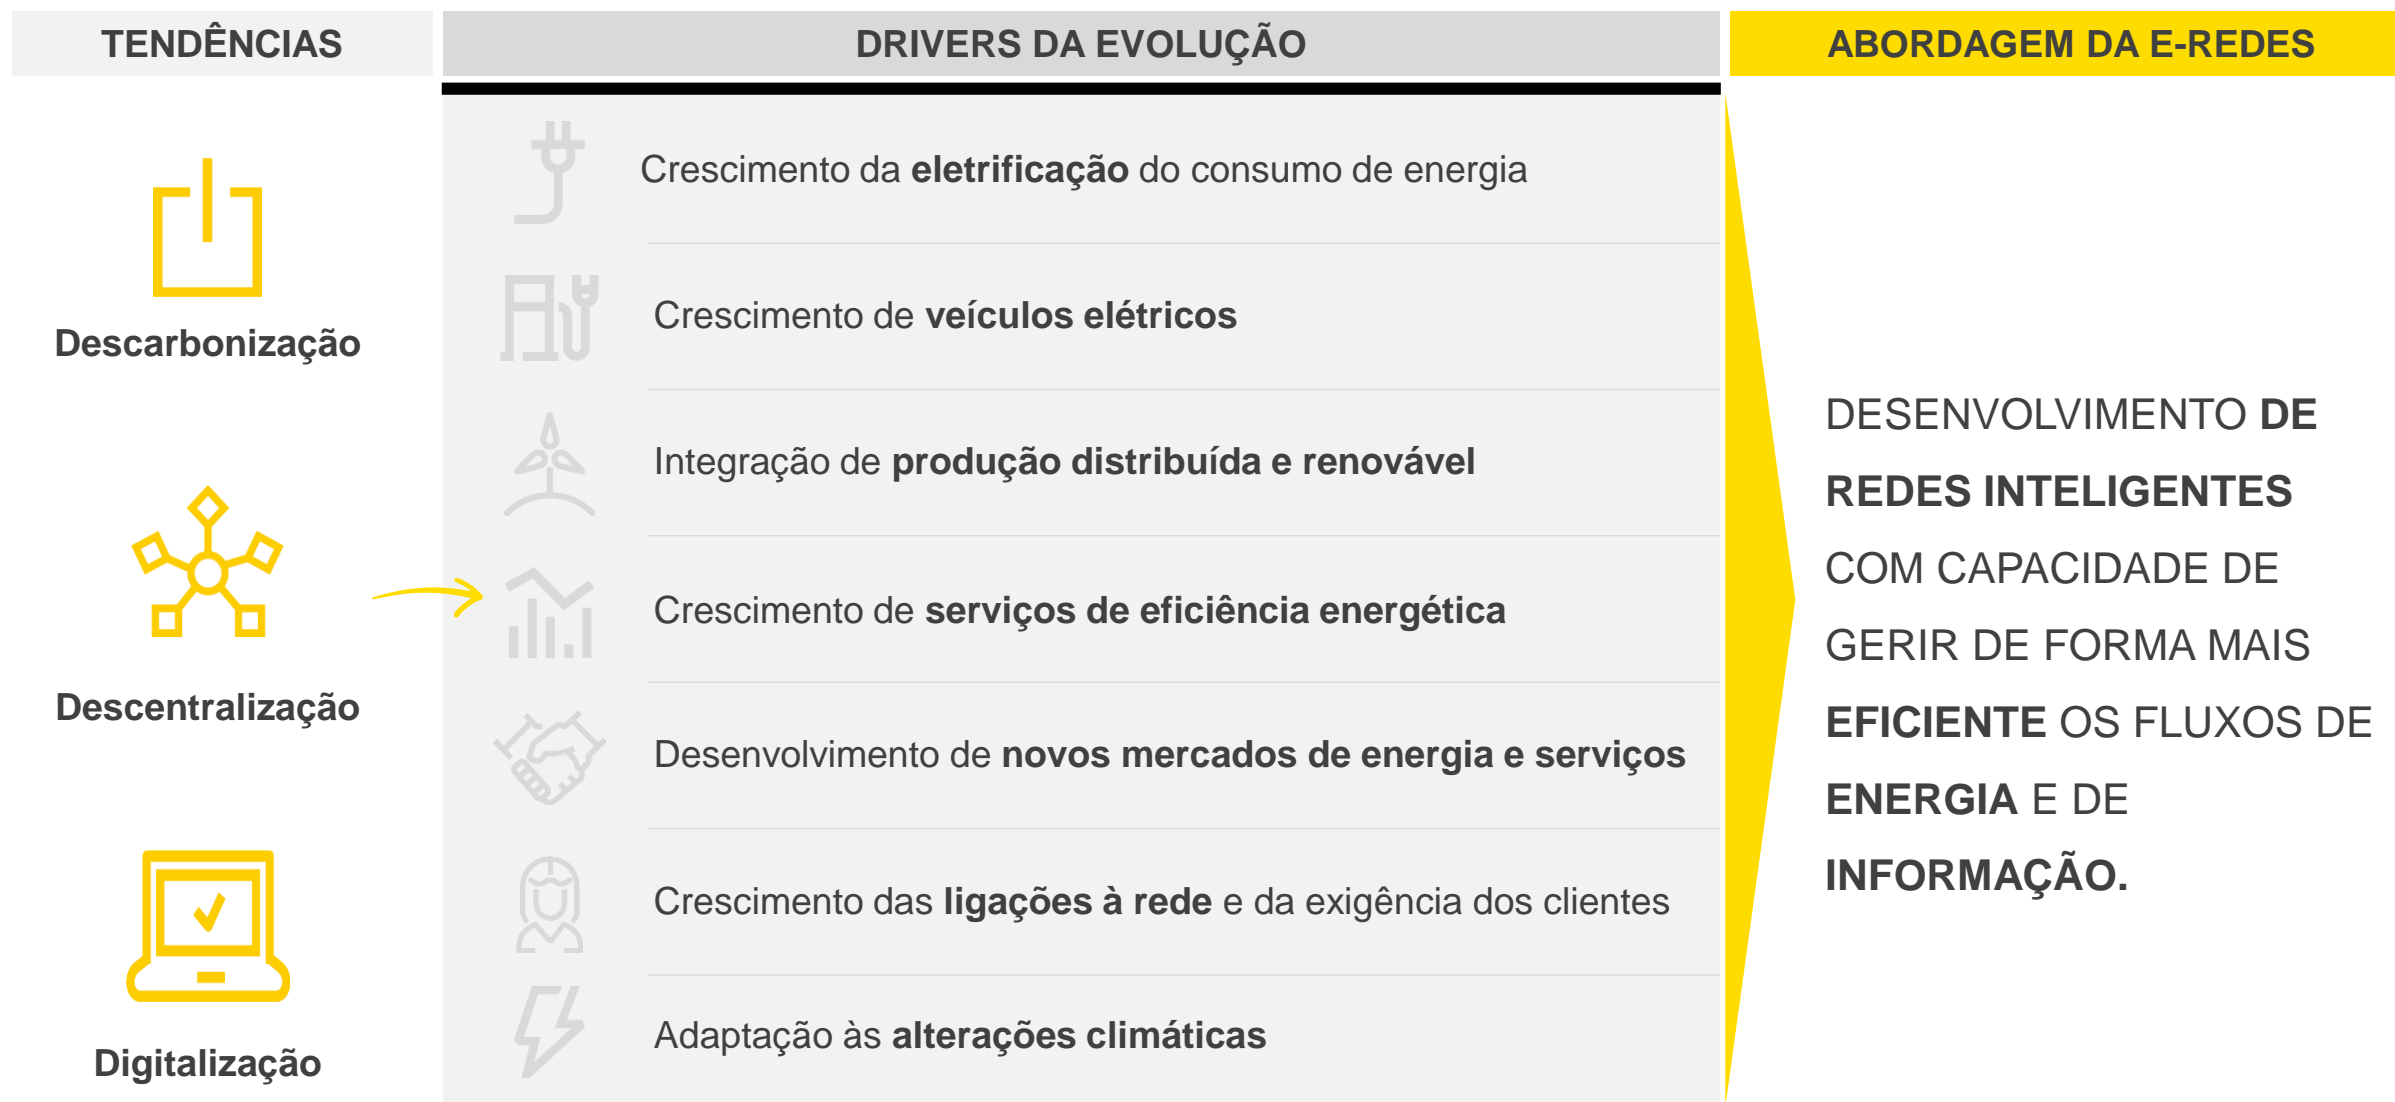 TENDÊNCIAS
DRIVERS DA EVOLUÇÃO
ABORDAGEM DA E-REDES
Descarbonização
Descentralização
Digitalização
Crescimento da eletrificação do consumo de energia
Crescimento de veículos elétricos
Integração de produção distribuída e renovável
Crescimento de serviços de eficiência energética
Desenvolvimento de novos mercados de energia e serviços
Crescimento das ligações à rede e da exigência dos clientes
Adaptação às alterações climáticas
DESENVOLVIMENTO DE
REDES INTELIGENTES
COM CAPACIDADE DE
GERIR DE FORMA MAIS
EFICIENTE OS FLUXOS DE
ENERGIA E DE
INFORMAÇÃO.